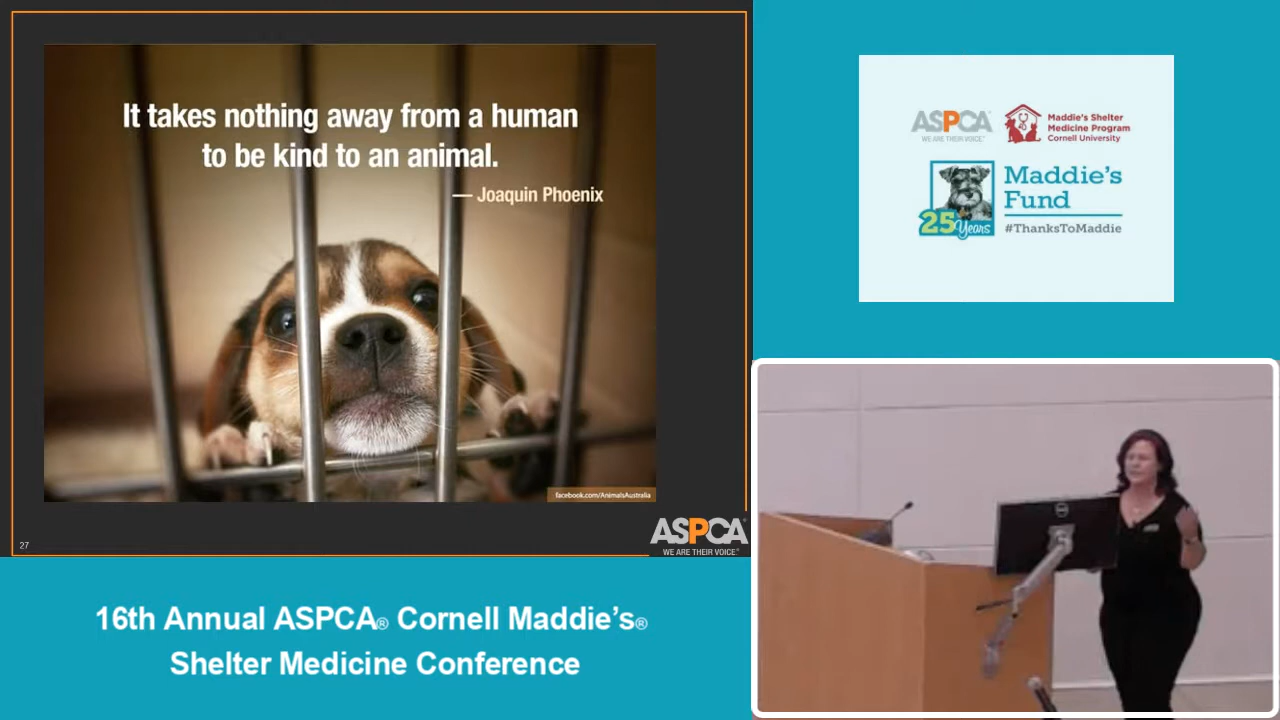 It takes nothing away from a human
to be kind to an animal.
— Joaquin Phoenix
facebook.com/AnimalsAustralia
27
ASPCA®
WE ARE THEIR VOICE®
16th Annual ASPCA® Cornell Maddie’s®
Shelter Medicine Conference
ASPCA®
WE ARE THEIR VOICE®
Maddie's Shelter
Medicine Program
Cornell University
Maddie's
Fund
25 Years
#ThanksToMaddie
DELL